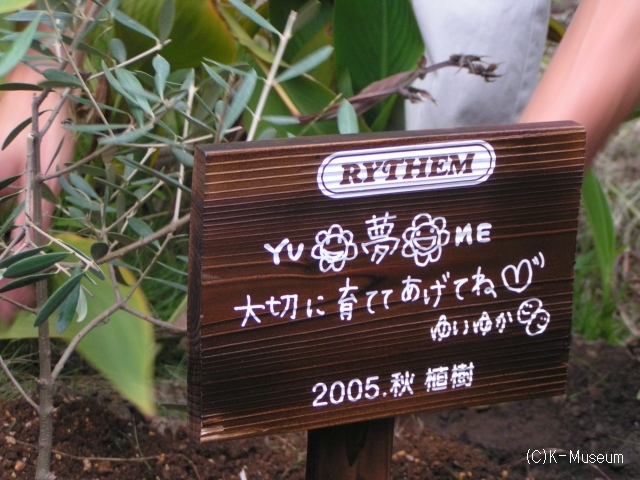 RYTHEM
YU 夢 ME
大切に育ててあげてね
ゆいゆか
2005.秋 植樹
(C)K-Museum